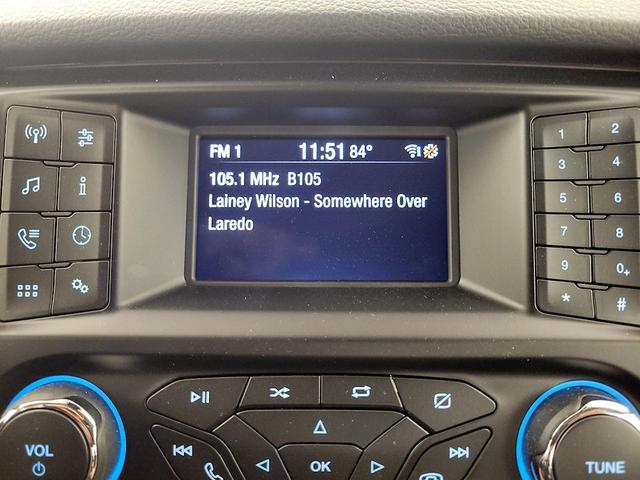 FM 1 11:51 84°
105.1 MHz B105
Lainey Wilson - Somewhere Over
Laredo
1 2
3 4
5 6
7 8
9 0+
* #
VOL
OK
TUNE